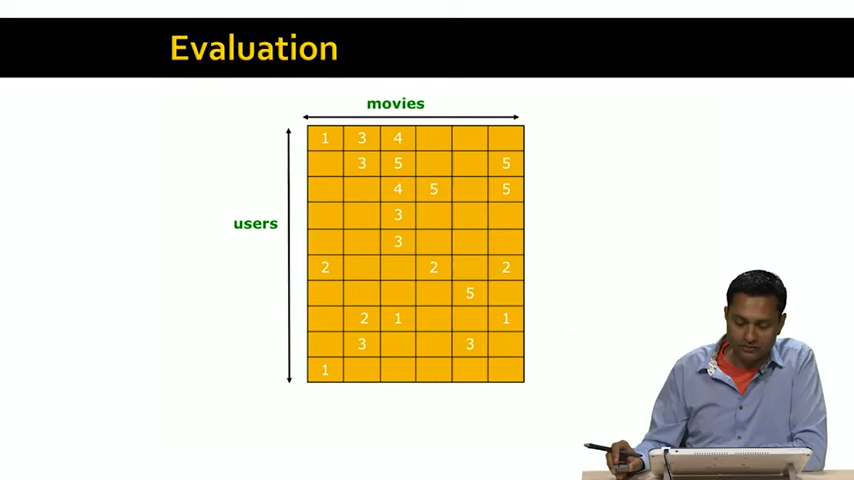 Evaluation
movies
users
1 3 4
3 5 5
4 5 5
3
3
2 2 2
5
2 1 1
3 3
1